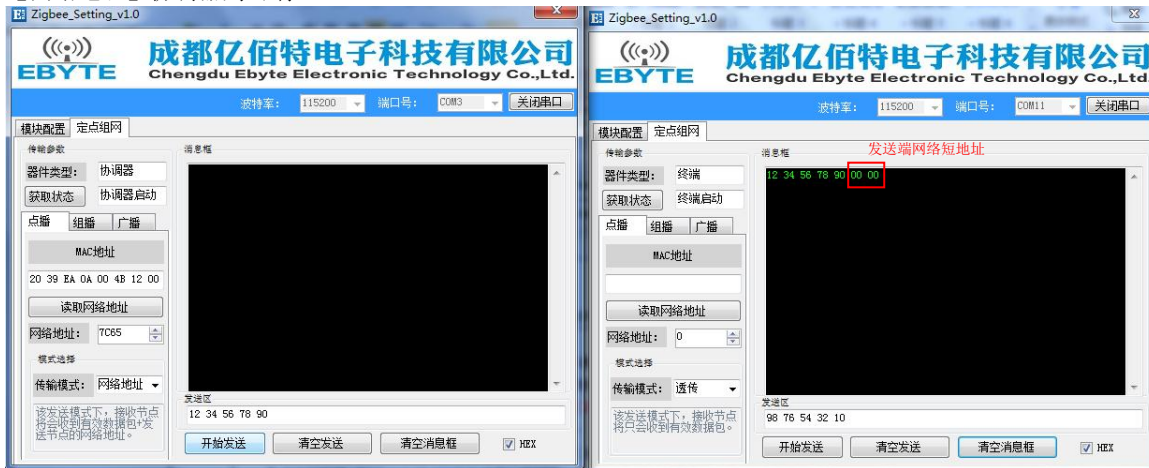 Zigbee_Setting_v1.0
EBYTE
成都亿佰特电子科技有限公司
Chengdu Ebyte Electronic Technology Co.,Ltd.
波特率: 115200 端口号: COM3 关闭串口
模块配置 定点组网
传输参数
器件类型: 协调器
获取状态 协调器启动
点播 组播 广播
MAC地址
20 39 EA 0A 00 4B 12 00
读取网络地址
网络地址: 7C65
模式选择
传输模式: 网络地址
该发送模式下，接收节点
将会收到有效数据包+发
送节点的网络地址。
消息框
发送区
12 34 56 78 90
开始发送 清空发送 清空消息框 HEX
Zigbee_Setting_v1.0
EBYTE
成都亿佰特电子科技有限公司
Chengdu Ebyte Electronic Technology Co.,Ltd.
波特率: 115200 端口号: COM11 关闭串口
模块配置 定点组网
传输参数
器件类型: 终端
获取状态 终端启动
点播 组播 广播
MAC地址
读取网络地址
网络地址: 0
模式选择
传输模式: 透传
该发送模式下，接收节点
将只会收到有效数据包。
消息框
发送端网络短地址
12 34 56 78 90 00 00
发送区
98 76 54 32 10
开始发送 清空发送 清空消息框 HEX